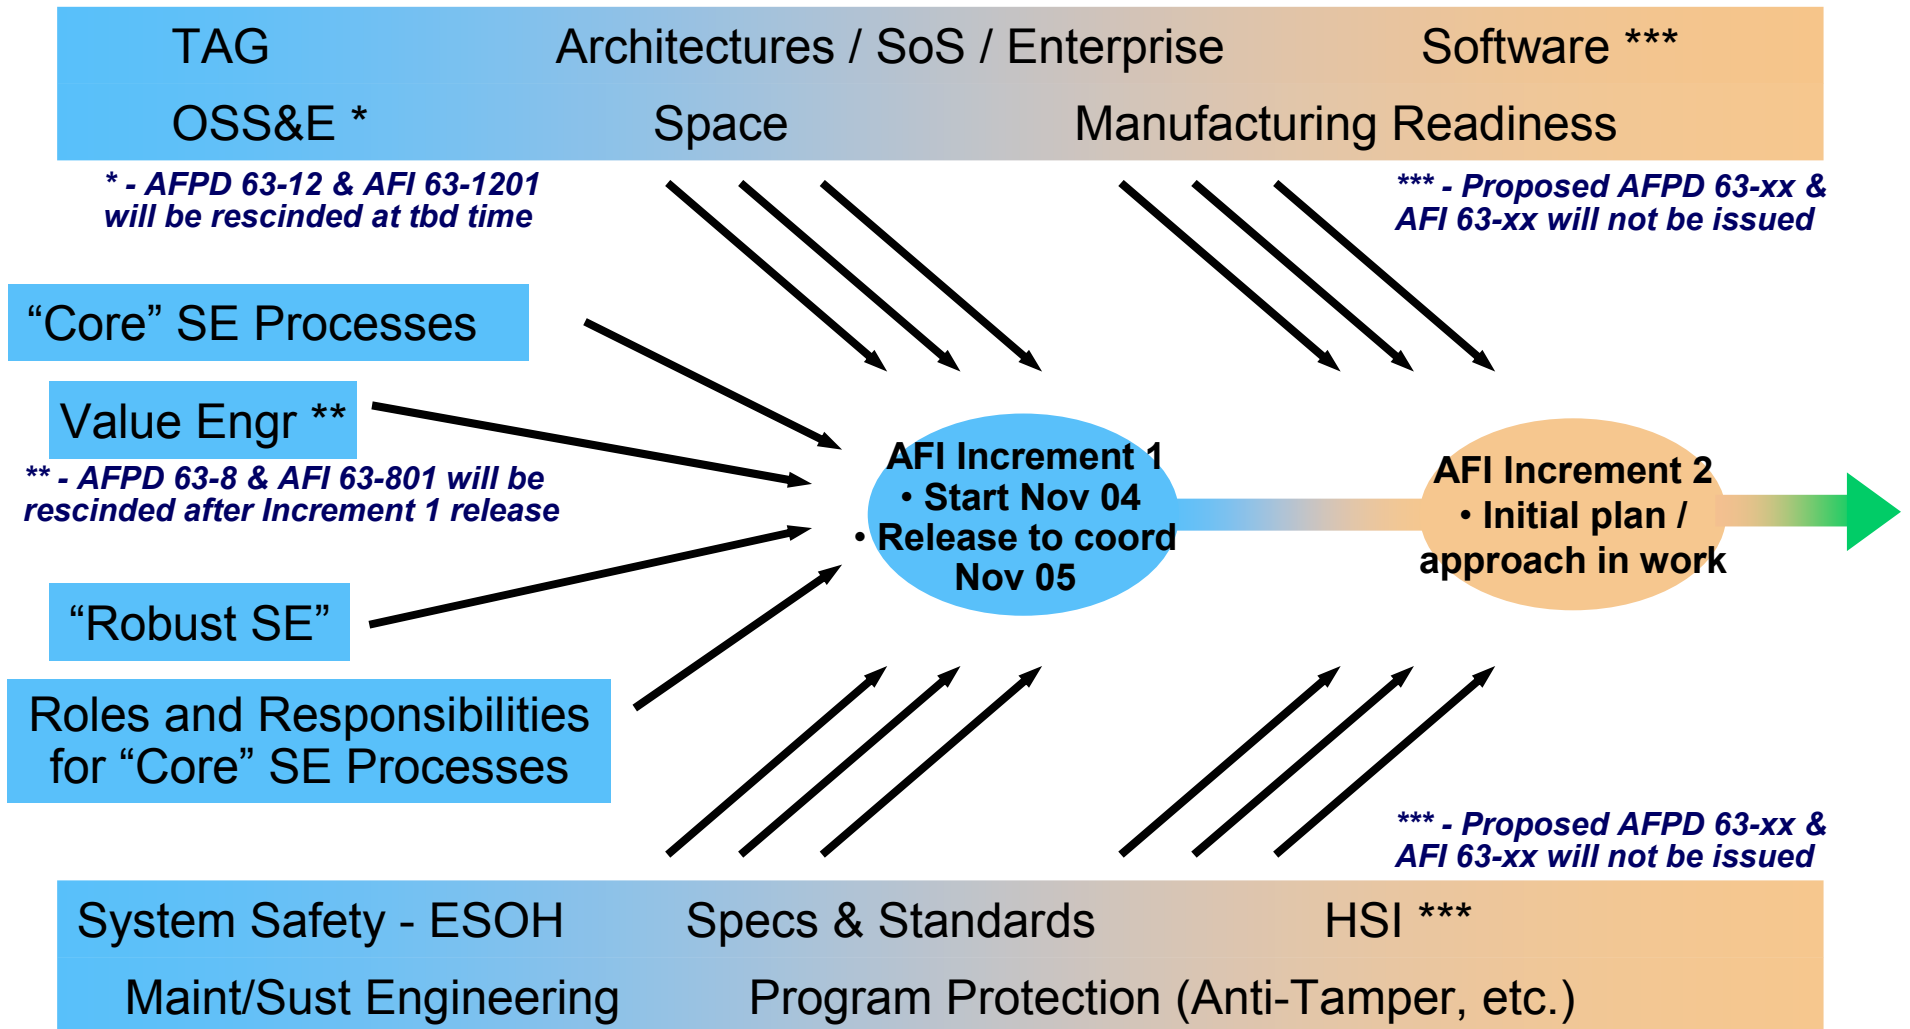 TAG Architectures / SoS / Enterprise Software ***
OSS&E * Space Manufacturing Readiness
* - AFPD 63-12 & AFI 63-1201
will be rescinded at tbd time
*** - Proposed AFPD 63-xx &
AFI 63-xx will not be issued
“Core” SE Processes
Value Engr **
** - AFPD 63-8 & AFI 63-801 will be
rescinded after Increment 1 release
“Robust SE”
Roles and Responsibilities
for “Core” SE Processes
AFI Increment 1
• Start Nov 04
• Release to coord
Nov 05
AFI Increment 2
• Initial plan /
approach in work
*** - Proposed AFPD 63-xx &
AFI 63-xx will not be issued
System Safety - ESOH Specs & Standards HSI ***
Maint/Sust Engineering Program Protection (Anti-Tamper, etc.)